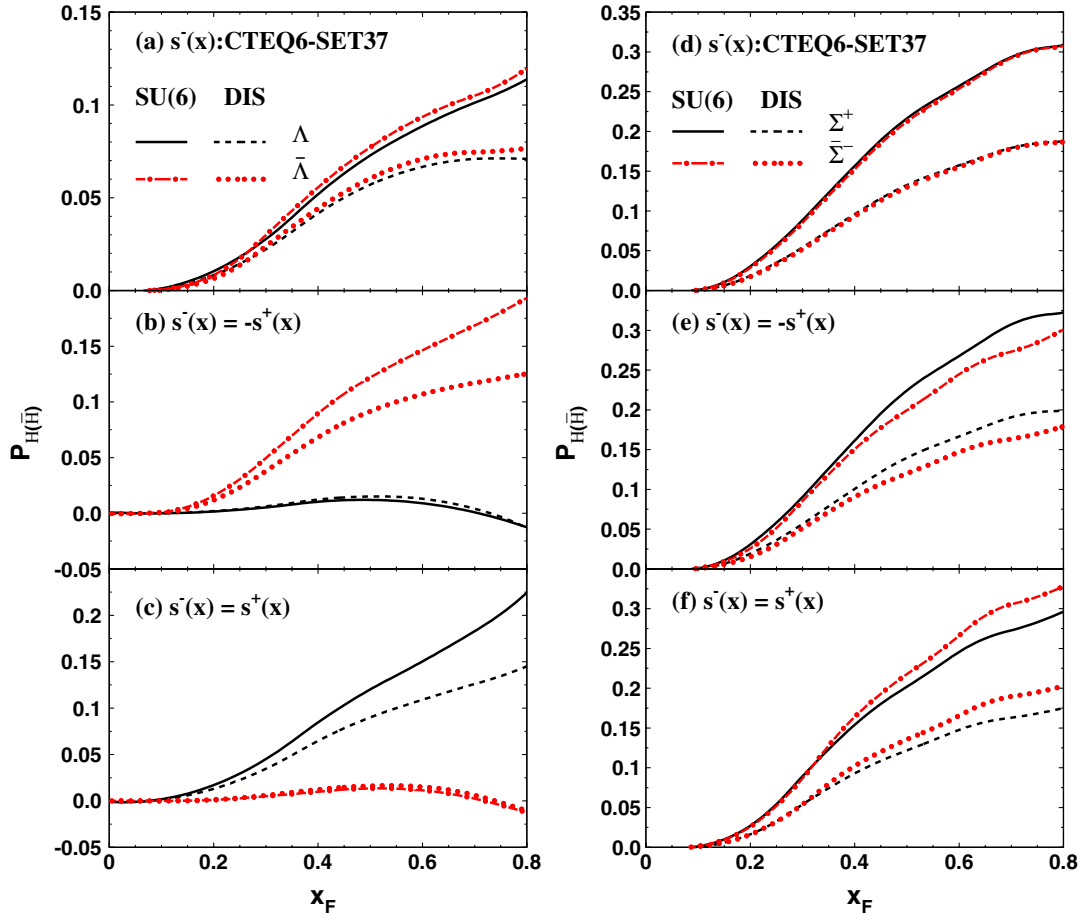 0.15
(a) s⁻(x):CTEQ6-SET37
SU(6) DIS
Λ
Λ̄
0.1
0.05
0.0
(b) s⁻(x) = -s⁺(x)
0.15
0.10
0.05
0.0
-0.05
(c) s⁻(x) = s⁺(x)
0.2
0.15
0.10
0.05
0.0
-0.05
0 0.2 0.4 0.6 0.8
x_F
P_H(H̄)
0.35
(d) s⁻(x):CTEQ6-SET37
SU(6) DIS
Σ⁺
Σ̄⁻
0.3
0.25
0.2
0.15
0.1
0.05
0.0
(e) s⁻(x) = -s⁺(x)
0.3
0.25
0.2
0.15
0.1
0.05
0.0
(f) s⁻(x) = s⁺(x)
0.3
0.25
0.2
0.15
0.1
0.05
0.0
0 0.2 0.4 0.6 0.8
x_F
P_H(H̄)